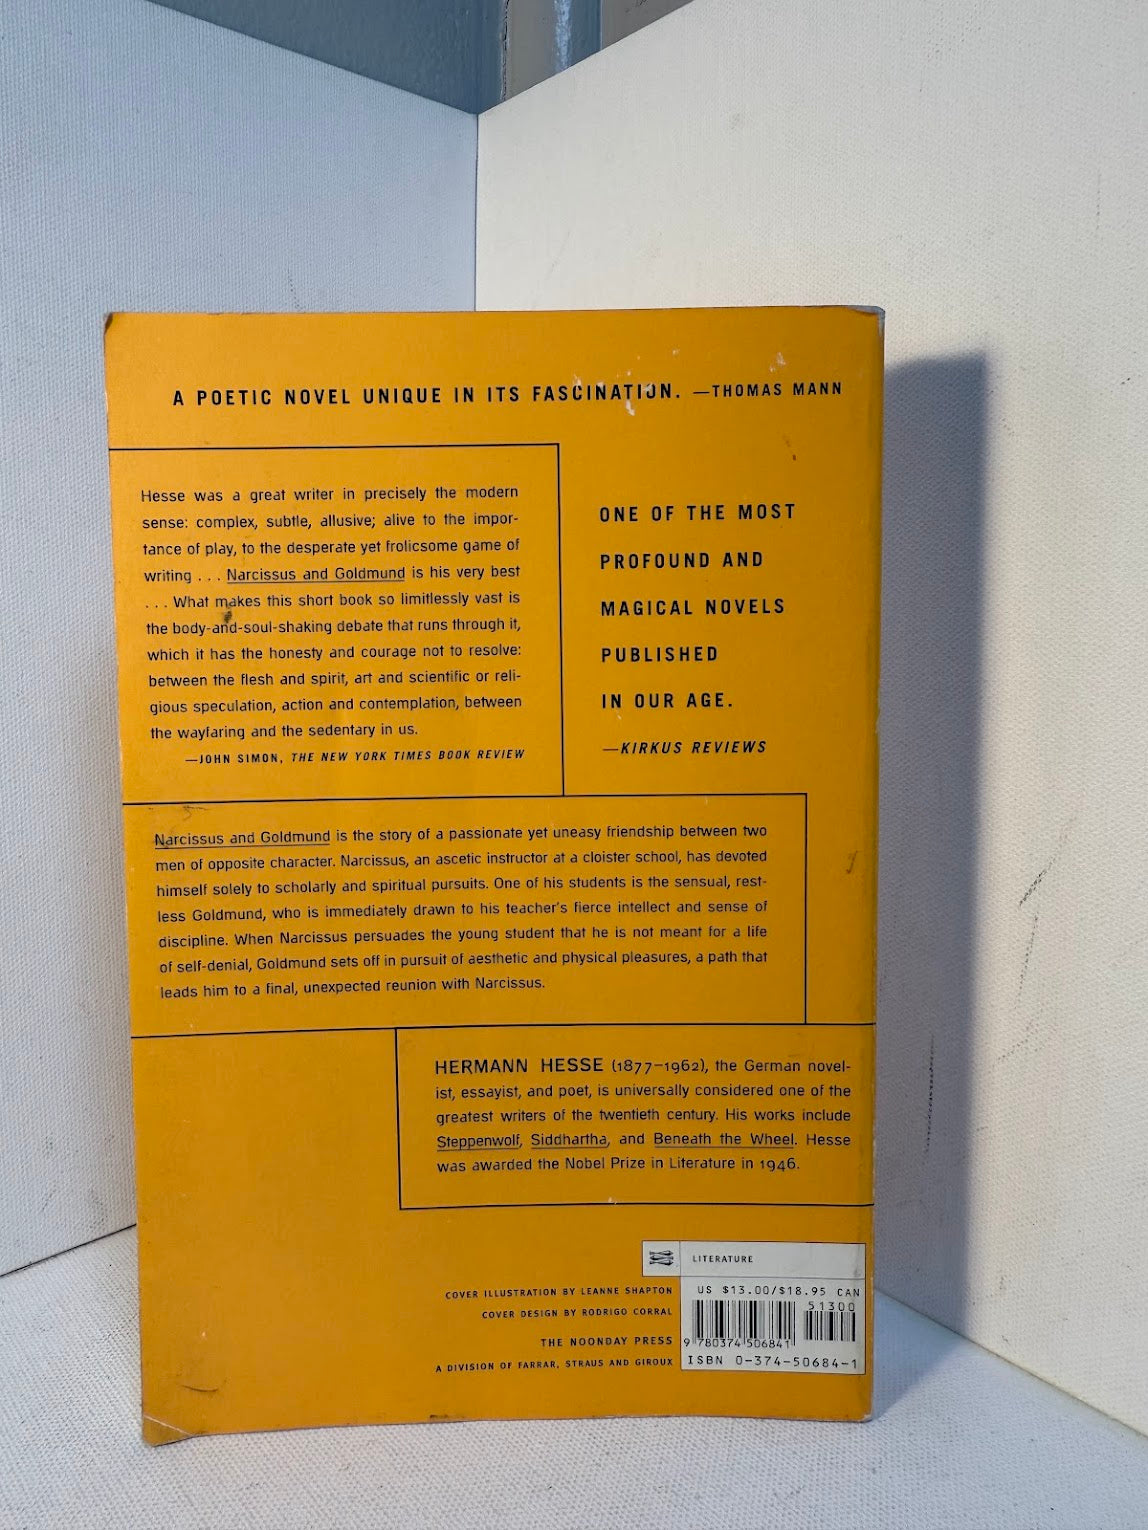 A POETIC NOVEL UNIQUE IN ITS FASCINATION. —THOMAS MANN
Hesse was a great writer in precisely the modern
sense: complex, subtle, allusive; alive to the impor-
tance of play, to the desperate yet frolicsome game of
writing . . . Narcissus and Goldmund is his very best
. . . What makes this short book so limitlessly vast is
the body-and-soul-shaking debate that runs through it,
which it has the honesty and courage not to resolve:
between the flesh and spirit, art and scientific or reli-
gious speculation, action and contemplation, between
the wayfaring and the sedentary in us.
—JOHN SIMON, THE NEW YORK TIMES BOOK REVIEW
ONE OF THE MOST
PROFOUND AND
MAGICAL NOVELS
PUBLISHED
IN OUR AGE.
—KIRKUS REVIEWS
Narcissus and Goldmund is the story of a passionate yet uneasy friendship between two
men of opposite character. Narcissus, an ascetic instructor at a cloister school, has devoted
himself solely to scholarly and spiritual pursuits. One of his students is the sensual, rest-
less Goldmund, who is immediately drawn to his teacher's fierce intellect and sense of
discipline. When Narcissus persuades the young student that he is not meant for a life
of self-denial, Goldmund sets off in pursuit of aesthetic and physical pleasures, a path that
leads him to a final, unexpected reunion with Narcissus.
HERMANN HESSE (1877–1962), the German novel-
ist, essayist, and poet, is universally considered one of the
greatest writers of the twentieth century. His works include
Steppenwolf, Siddhartha, and Beneath the Wheel. Hesse
was awarded the Nobel Prize in Literature in 1946.
LITERATURE
COVER ILLUSTRATION BY LEANNE SHAPTON
COVER DESIGN BY RODRIGO CORRAL
THE NOONDAY PRESS
A DIVISION OF FARRAR, STRAUS AND GIROUX
US $13.00/$18.95 CAN
51300
9 780374 506841
ISBN 0-374-50684-1